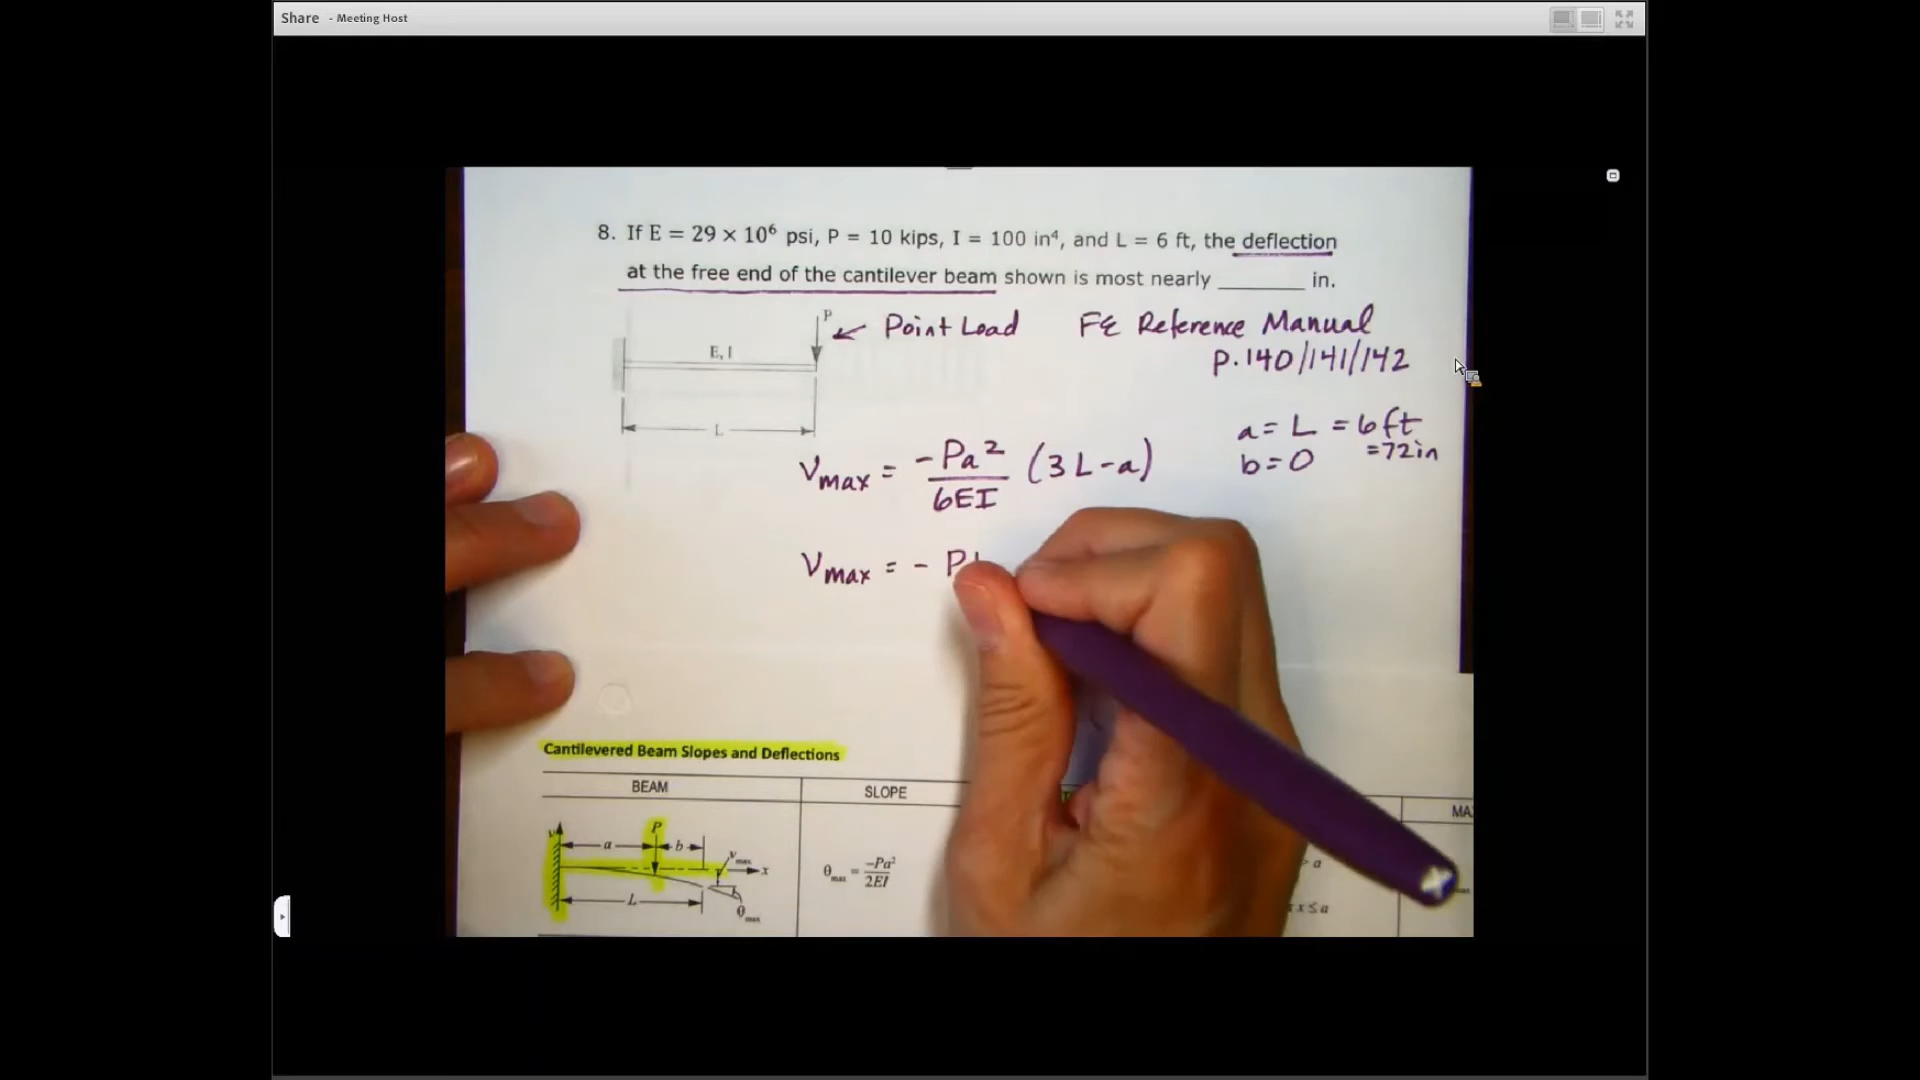 Share - Meeting Host
8. If E = 29 × 10⁶ psi, P = 10 kips, I = 100 in⁴, and L = 6 ft, the deflection
at the free end of the cantilever beam shown is most nearly ________ in.
P
Point Load
FE Reference Manual
p.140/141/142
E, I
L
a = L = 6ft
= 72in
b = 0
Vmax = -Pa²/6EI (3L-a)
Vmax = - P
Cantilevered Beam Slopes and Deflections
BEAM
SLOPE
P
v
a
b
vmax
x
L
θmax
θmax = -Pa²/2EI
> a
x ≤ a